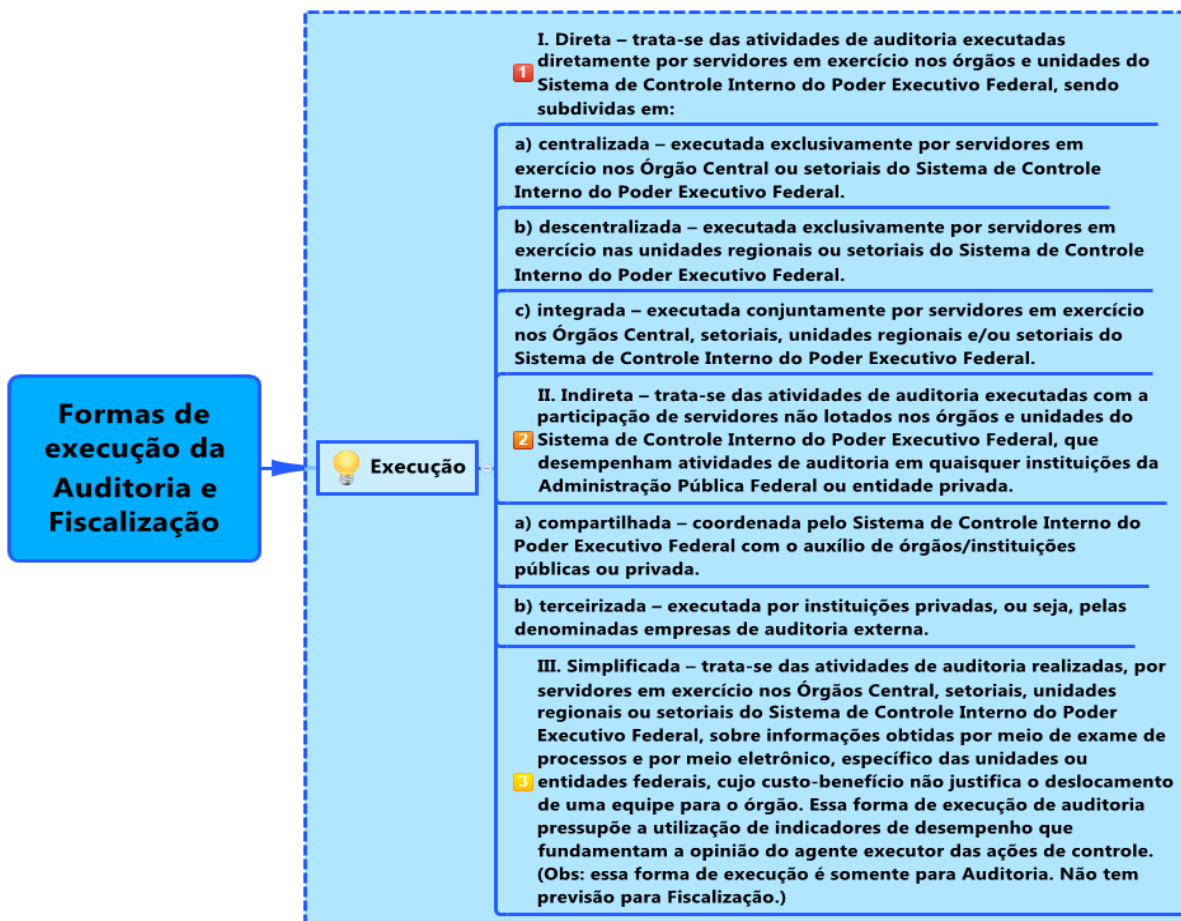 Formas de
execução da
Auditoria e
Fiscalização
Execução
I. Direta – trata-se das atividades de auditoria executadas
1 diretamente por servidores em exercício nos órgãos e unidades do
Sistema de Controle Interno do Poder Executivo Federal, sendo
subdividas em:
a) centralizada – executada exclusivamente por servidores em
exercício nos Órgão Central ou setoriais do Sistema de Controle
Interno do Poder Executivo Federal.
b) descentralizada – executada exclusivamente por servidores em
exercício nas unidades regionais ou setoriais do Sistema de Controle
Interno do Poder Executivo Federal.
c) integrada – executada conjuntamente por servidores em exercício
nos Órgãos Central, setoriais, unidades regionais e/ou setoriais do
Sistema de Controle Interno do Poder Executivo Federal.
II. Indireta – trata-se das atividades de auditoria executadas com a
participação de servidores não lotados nos órgãos e unidades do
2 Sistema de Controle Interno do Poder Executivo Federal, que
desempenham atividades de auditoria em quaisquer instituições da
Administração Pública Federal ou entidade privada.
a) compartilhada – coordenada pelo Sistema de Controle Interno do
Poder Executivo Federal com o auxílio de órgãos/instituições
públicas ou privada.
b) terceirizada – executada por instituições privadas, ou seja, pelas
denominadas empresas de auditoria externa.
III. Simplificada – trata-se das atividades de auditoria realizadas, por
servidores em exercício nos Órgãos Central, setoriais, unidades
regionais ou setoriais do Sistema de Controle Interno do Poder
Executivo Federal, sobre informações obtidas por meio de exame de
processos e por meio eletrônico, específico das unidades ou
3 entidades federais, cujo custo-benefício não justifica o deslocamento
de uma equipe para o órgão. Essa forma de execução de auditoria
pressupõe a utilização de indicadores de desempenho que
fundamentam a opinião do agente executor das ações de controle.
(Obs: essa forma de execução é somente para Auditoria. Não tem
previsão para Fiscalização.)